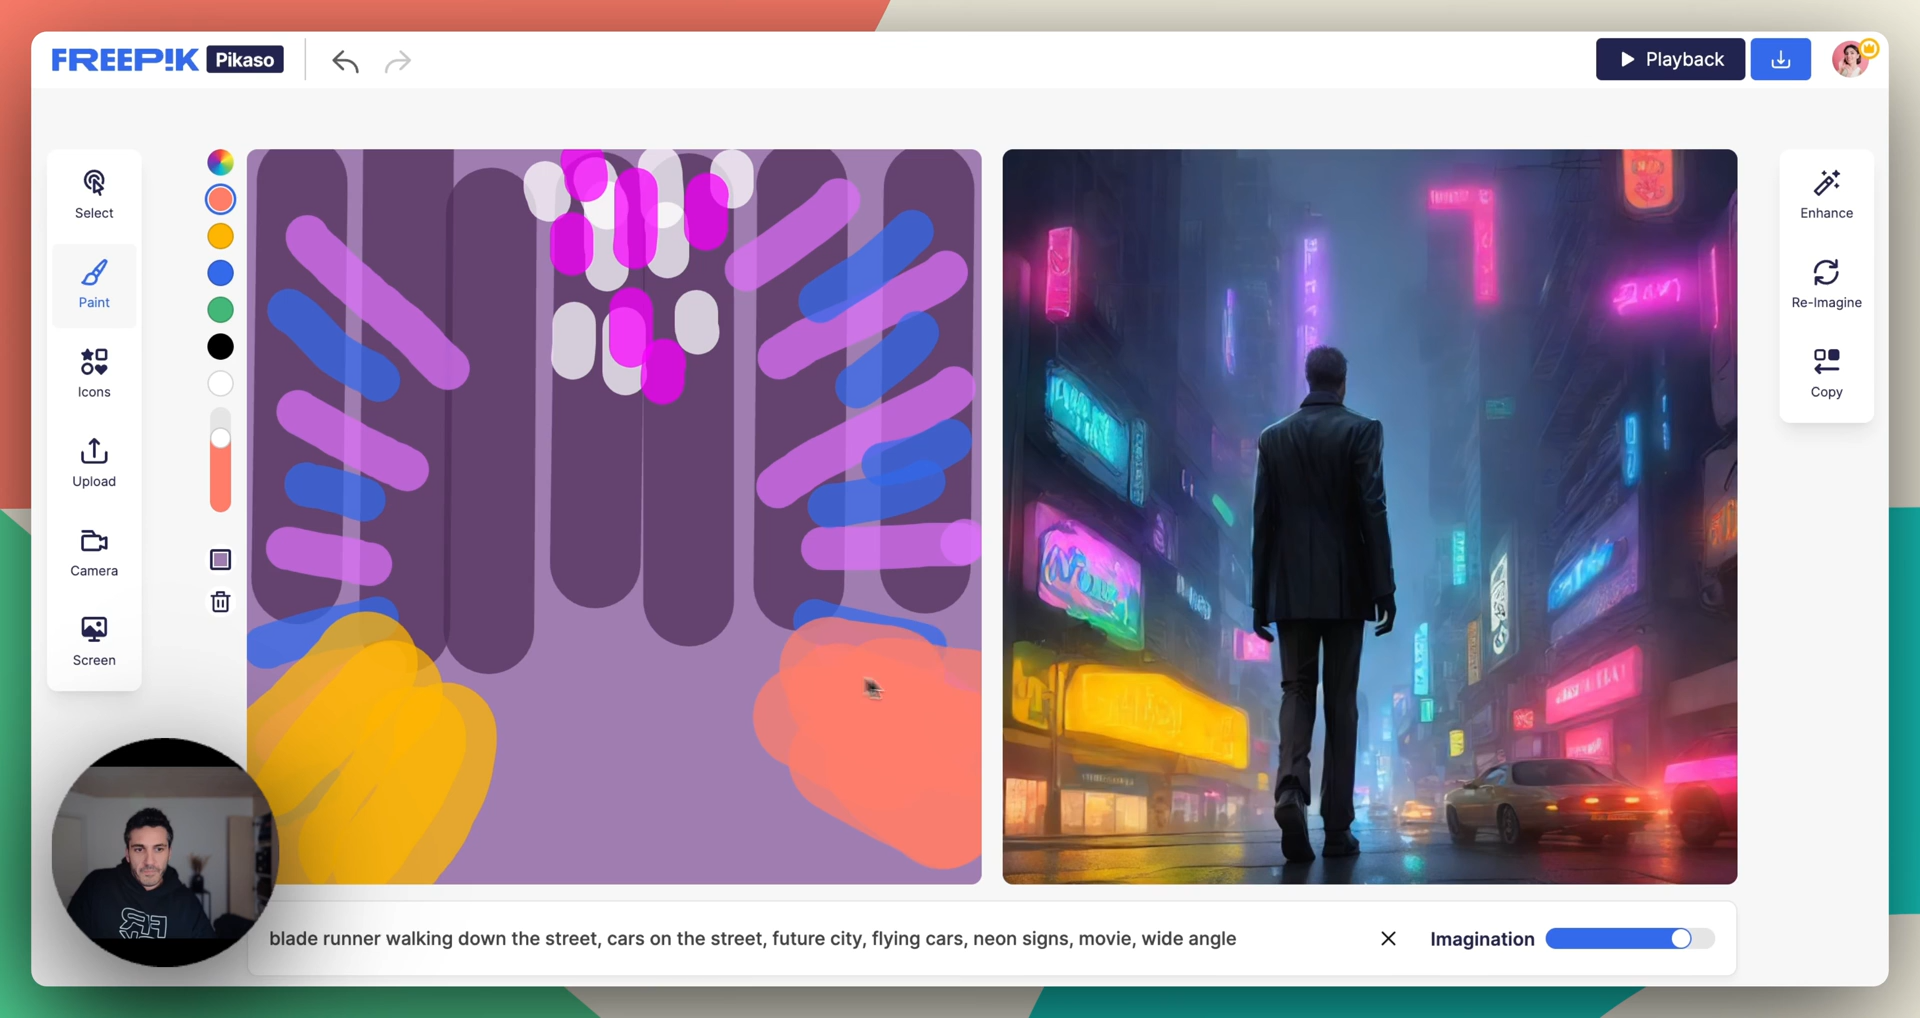 FREEP!K Pikaso
Playback
Select
Paint
Icons
Upload
Camera
Screen
Enhance
Re-Imagine
Copy
blade runner walking down the street, cars on the street, future city, flying cars, neon signs, movie, wide angle
Imagination